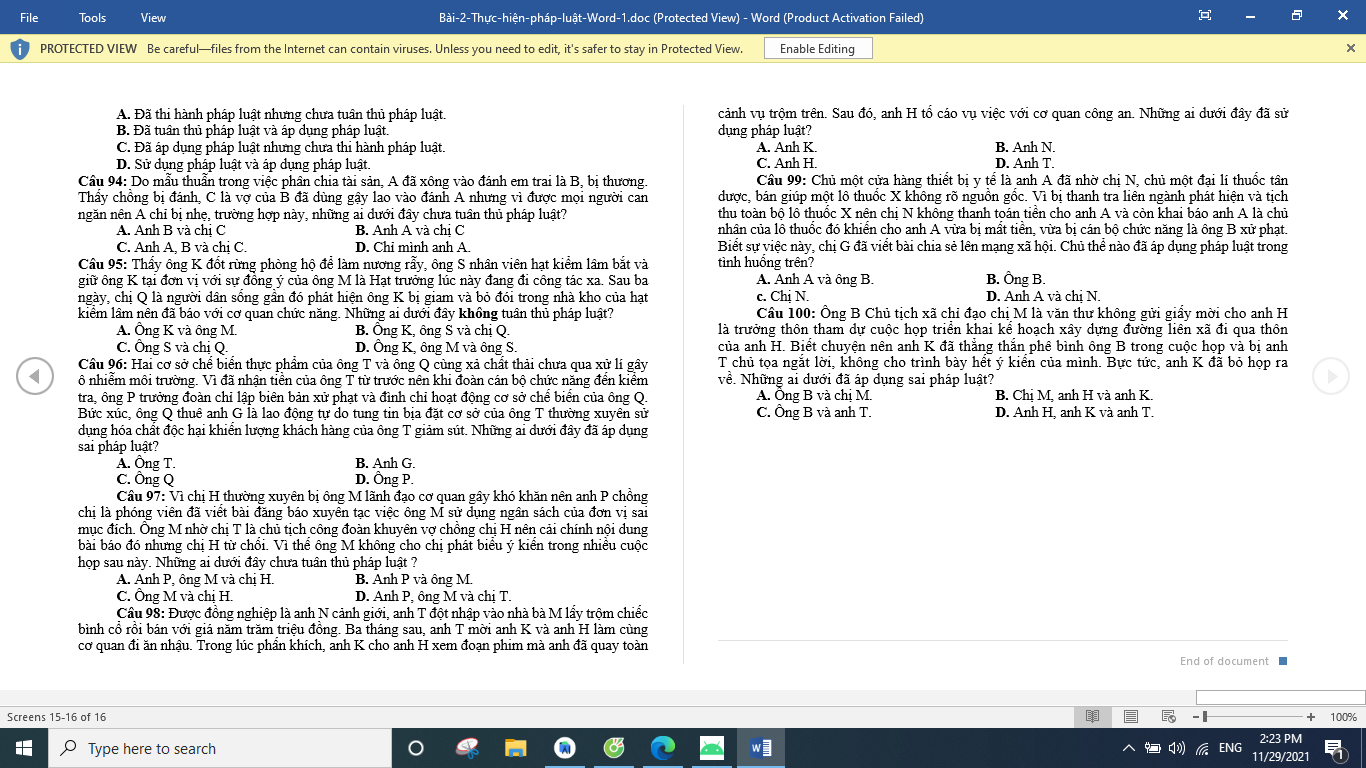 File Tools View Bài-2-Thực-hiện-pháp-luật-Word-1.doc (Protected View) - Word (Product Activation Failed)
PROTECTED VIEW Be careful—files from the Internet can contain viruses. Unless you need to edit, it's safer to stay in Protected View. Enable Editing
A. Đã thi hành pháp luật nhưng chưa tuân thủ pháp luật.
B. Đã tuân thủ pháp luật và áp dụng pháp luật.
C. Đã áp dụng pháp luật nhưng chưa thi hành pháp luật.
D. Sử dụng pháp luật và áp dụng pháp luật.
Câu 94: Do mẫu thuẫn trong việc phân chia tài sản, A đã xông vào đánh em trai là B, bị thương.
Thấy chồng bị đánh, C là vợ của B đã dùng gậy lao vào đánh A nhưng vì được mọi người can
ngăn nên A chỉ bị nhẹ, trường hợp này, những ai dưới đây chưa tuân thủ pháp luật?
A. Anh B và chị C B. Anh A và chị C
C. Anh A, B và chị C. D. Chỉ mình anh A.
Câu 95: Thấy ông K đốt rừng phòng hộ để làm nương rẫy, ông S nhân viên hạt kiểm lâm bắt và
giữ ông K tại đơn vị với sự đồng ý của ông M là Hạt trưởng lúc này đang đi công tác xa. Sau ba
ngày, chị Q là người dân sống gần đó phát hiện ông K bị giam và bỏ đói trong nhà kho của hạt
kiểm lâm nên đã báo với cơ quan chức năng. Những ai dưới đây không tuân thủ pháp luật?
A. Ông K và ông M. B. Ông K, ông S và chị Q.
C. Ông S và chị Q. D. Ông K, ông M và ông S.
Câu 96: Hai cơ sở chế biến thực phẩm của ông T và ông Q cùng xả chất thải chưa qua xử lí gây
ô nhiễm môi trường. Vì đã nhận tiền của ông T từ trước nên khi đoàn cán bộ chức năng đến kiểm
tra, ông P trưởng đoàn chỉ lập biên bản xử phạt và đình chỉ hoạt động cơ sở chế biến của ông Q.
Bức xúc, ông Q thuê anh G là lao động tự do tung tin bịa đặt cơ sở của ông T thường xuyên sử
dụng hóa chất độc hại khiến lượng khách hàng của ông T giảm sút. Những ai dưới đây đã áp dụng
sai pháp luật?
A. Ông T. B. Anh G.
C. Ông Q D. Ông P.
Câu 97: Vì chị H thường xuyên bị ông M lãnh đạo cơ quan gây khó khăn nên anh P chồng
chị là phóng viên đã viết bài đăng báo xuyên tạc việc ông M sử dụng ngân sách của đơn vị sai
mục đích. Ông M nhờ chị T là chủ tịch công đoàn khuyên vợ chồng chị H nên cải chính nội dung
bài báo đó nhưng chị H từ chối. Vì thế ông M không cho chị phát biểu ý kiến trong nhiều cuộc
họp sau này. Những ai dưới đây chưa tuân thủ pháp luật ?
A. Anh P, ông M và chị H. B. Anh P và ông M.
C. Ông M và chị H. D. Anh P, ông M và chị T.
Câu 98: Được đồng nghiệp là anh N cảnh giới, anh T đột nhập vào nhà bà M lấy trộm chiếc
bình cổ rồi bán với giá năm trăm triệu đồng. Ba tháng sau, anh T mời anh K và anh H làm cùng
cơ quan đi ăn nhậu. Trong lúc phấn khích, anh K cho anh H xem đoạn phim mà anh đã quay toàn
cảnh vụ trộm trên. Sau đó, anh H tố cáo vụ việc với cơ quan công an. Những ai dưới đây đã sử
dụng pháp luật?
A. Anh K. B. Anh N.
C. Anh H. D. Anh T.
Câu 99: Chủ một cửa hàng thiết bị y tế là anh A đã nhờ chị N, chủ một đại lí thuốc tân
dược, bán giúp một lô thuốc X không rõ nguồn gốc. Vì bị thanh tra liên ngành phát hiện và tịch
thu toàn bộ lô thuốc X nên chị N không thanh toán tiền cho anh A và còn khai báo anh A là chủ
nhân của lô thuốc đó khiến cho anh A vừa bị mất tiền, vừa bị cán bộ chức năng là ông B xử phạt.
Biết sự việc này, chị G đã viết bài chia sẻ lên mạng xã hội. Chủ thể nào đã áp dụng pháp luật trong
tình huống trên?
A. Anh A và ông B. B. Ông B.
c. Chị N. D. Anh A và chị N.
Câu 100: Ông B Chủ tịch xã chỉ đạo chị M là văn thư không gửi giấy mời cho anh H
là trưởng thôn tham dự cuộc họp triển khai kế hoạch xây dựng đường liên xã đi qua thôn
của anh H. Biết chuyện nên anh K đã thẳng thắn phê bình ông B trong cuộc họp và bị anh
T chủ tọa ngắt lời, không cho trình bày hết ý kiến của mình. Bực tức, anh K đã bỏ họp ra
về. Những ai dưới đã áp dụng sai pháp luật?
A. Ông B và chị M. B. Chị M, anh H và anh K.
C. Ông B và anh T. D. Anh H, anh K và anh T.
End of document
Screens 15-16 of 16 100%
Type here to search ENG 2:23 PM
11/29/2021 1